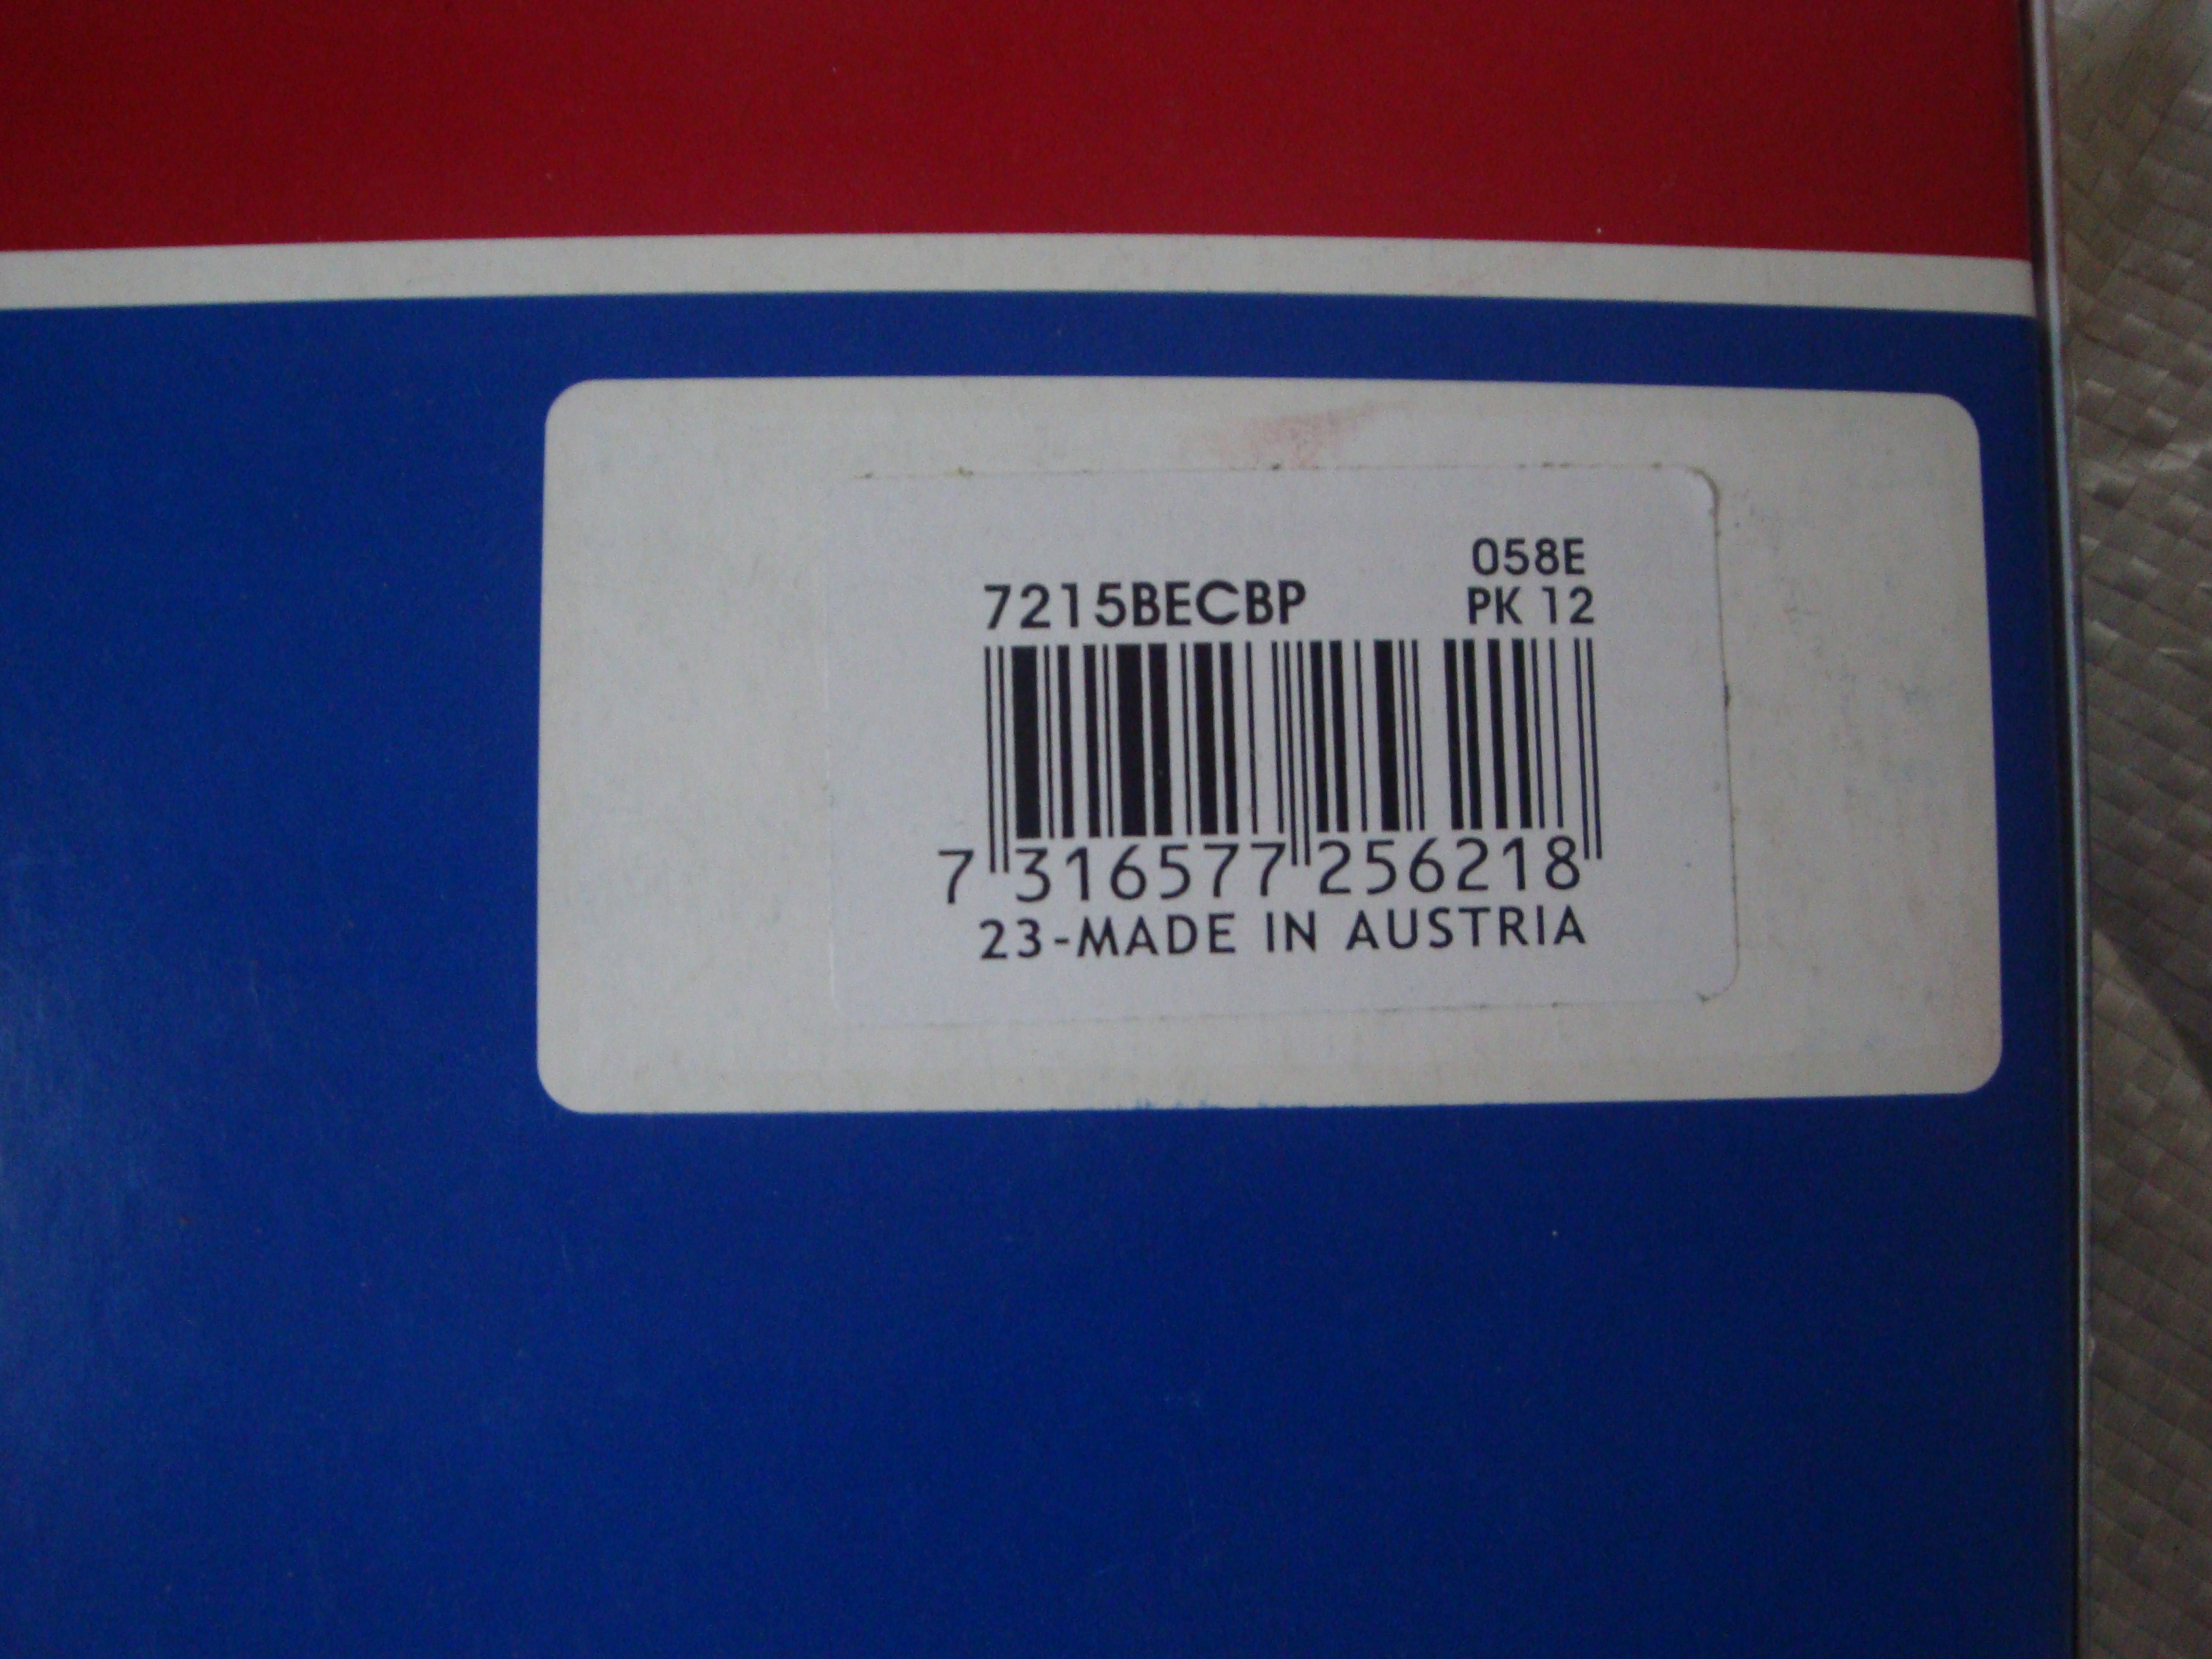 058E
7215BECBP PK 12
7 316577 256218
23-MADE IN AUSTRIA